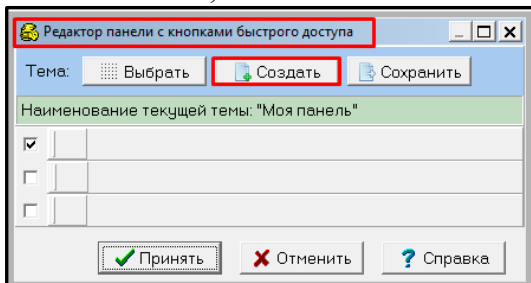 Редактор панели с кнопками быстрого доступа
Тема: Выбрать Создать Сохранить
Наименование текущей темы: "Моя панель"
Принять Отменить ? Справка